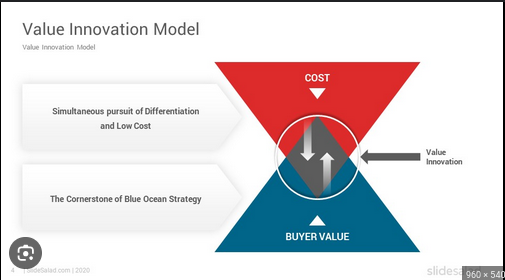 Value Innovation Model
Value Innovation Model
COST
Simultaneous pursuit of Differentiation
and Low Cost
Value
Innovation
The Cornerstone of Blue Ocean Strategy
BUYER VALUE
4 | SlideSalad.com | 2020
960 × 540